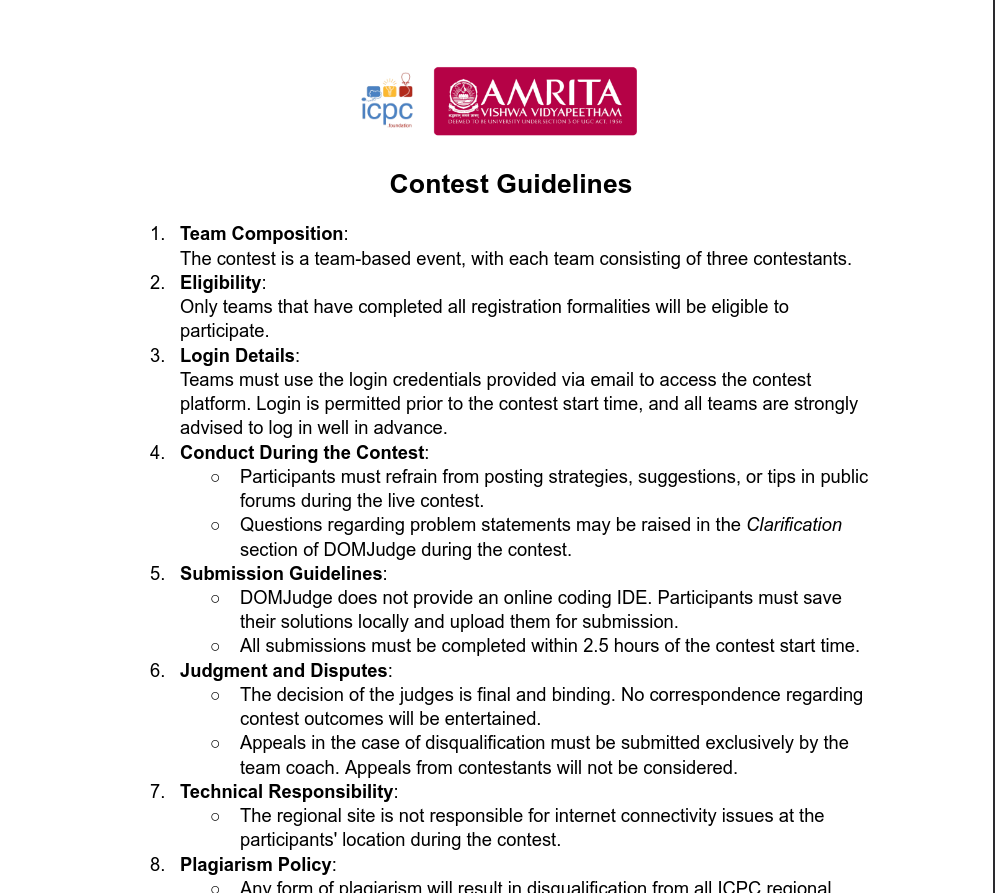 icpc
foundation
AMRITA
VISHWA VIDYAPEETHAM
DEEMED TO BE UNIVERSITY UNDER SECTION 3 OF UGC ACT, 1956
Contest Guidelines
1. Team Composition:
The contest is a team-based event, with each team consisting of three contestants.
2. Eligibility:
Only teams that have completed all registration formalities will be eligible to
participate.
3. Login Details:
Teams must use the login credentials provided via email to access the contest
platform. Login is permitted prior to the contest start time, and all teams are strongly
advised to log in well in advance.
4. Conduct During the Contest:
○ Participants must refrain from posting strategies, suggestions, or tips in public
forums during the live contest.
○ Questions regarding problem statements may be raised in the Clarification
section of DOMJudge during the contest.
5. Submission Guidelines:
○ DOMJudge does not provide an online coding IDE. Participants must save
their solutions locally and upload them for submission.
○ All submissions must be completed within 2.5 hours of the contest start time.
6. Judgment and Disputes:
○ The decision of the judges is final and binding. No correspondence regarding
contest outcomes will be entertained.
○ Appeals in the case of disqualification must be submitted exclusively by the
team coach. Appeals from contestants will not be considered.
7. Technical Responsibility:
○ The regional site is not responsible for internet connectivity issues at the
participants' location during the contest.
8. Plagiarism Policy:
○ Any form of plagiarism will result in disqualification from all ICPC regional